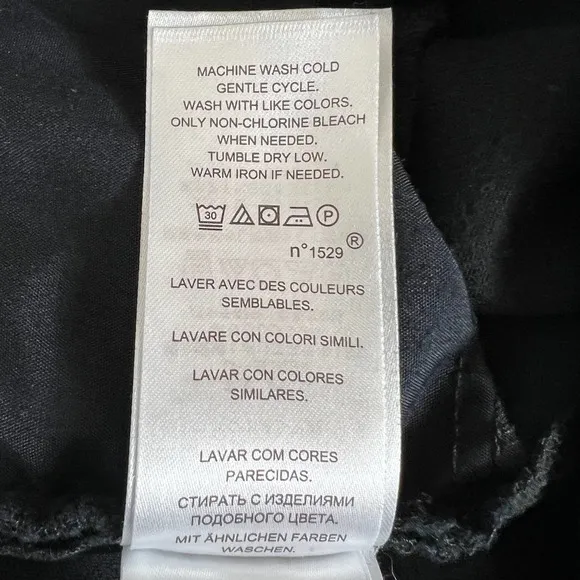 MACHINE WASH COLD
GENTLE CYCLE.
WASH WITH LIKE COLORS.
ONLY NON-CHLORINE BLEACH
WHEN NEEDED.
TUMBLE DRY LOW.
WARM IRON IF NEEDED.
30 P
n°1529 ®
LAVER AVEC DES COULEURS
SEMBLABLES.
LAVARE CON COLORI SIMILI.
LAVAR CON COLORES
SIMILARES.
LAVAR COM CORES
PARECIDAS.
СТИРАТЬ С ИЗДЕЛИЯМИ
ПОДОБНОГО ЦВЕТА.
MIT ÄHNLICHEN FARBEN
WASCHEN.